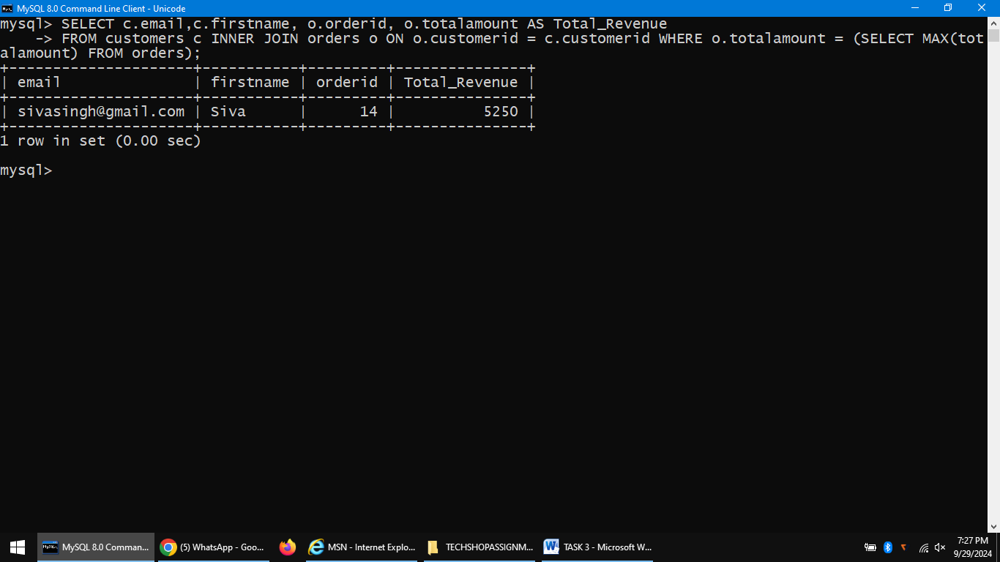 MySQL 8.0 Command Line Client - Unicode
mysql> SELECT c.email,c.firstname, o.orderid, o.totalamount AS Total_Revenue
    -> FROM customers c INNER JOIN orders o ON o.customerid = c.customerid WHERE o.totalamount = (SELECT MAX(tot
alamount) FROM orders);
+---------------------+-----------+---------+---------------+
| email               | firstname | orderid | Total_Revenue |
+---------------------+-----------+---------+---------------+
| sivasingh@gmail.com | Siva      |      14 |          5250 |
+---------------------+-----------+---------+---------------+
1 row in set (0.00 sec)
mysql>
MySQL 8.0 Comman...
(5) WhatsApp - Goo...
MSN - Internet Explo...
TECHSHOPASSIGNM...
TASK 3 - Microsoft W...
7:27 PM
9/29/2024